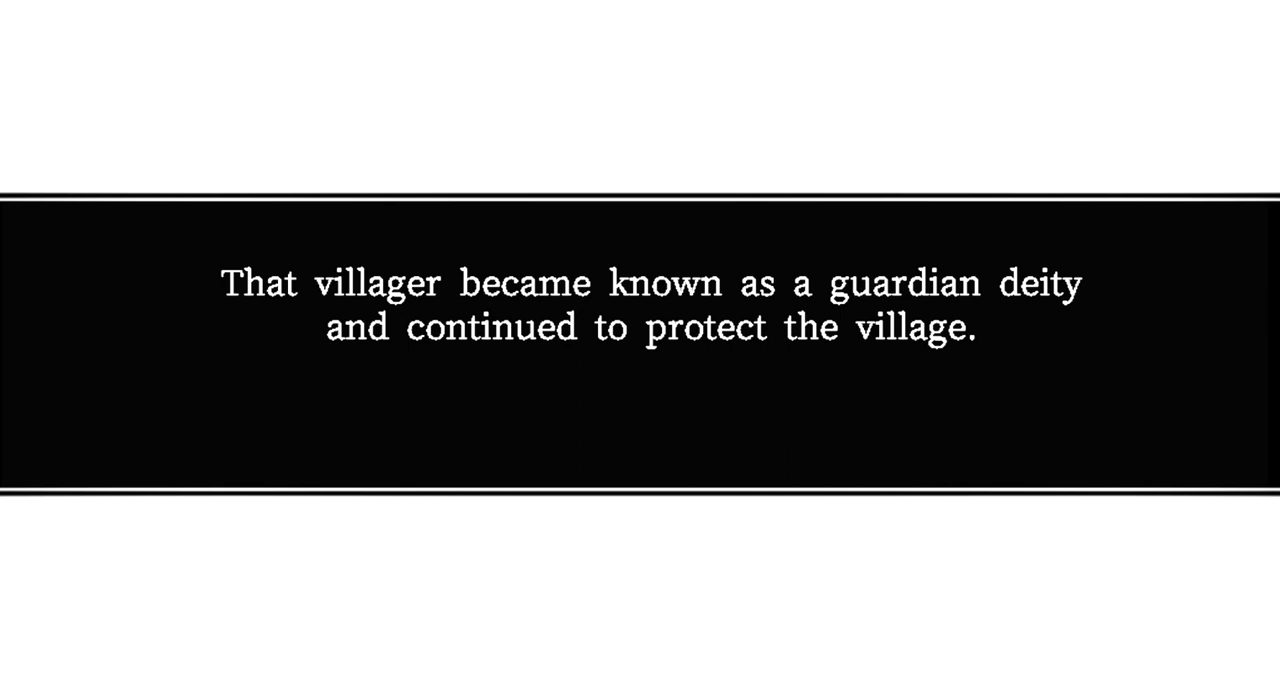 That villager became known as a guardian deity
and continued to protect the village.